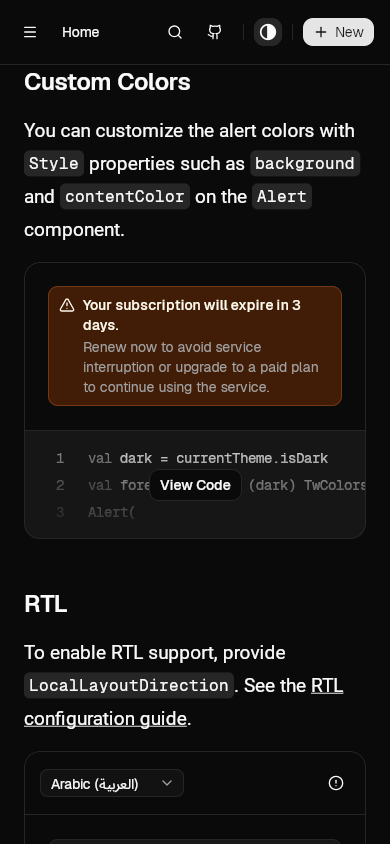 Home
New
Custom Colors
You can customize the alert colors with
Style properties such as background
and contentColor on the Alert
component.
Your subscription will expire in 3
days.
Renew now to avoid service
interruption or upgrade to a paid plan
to continue using the service.
1 val dark = currentTheme.isDark
2 val fore View Code (dark) TwColors
3 Alert(
RTL
To enable RTL support, provide
LocalLayoutDirection. See the RTL
configuration guide.
Arabic (العربية)